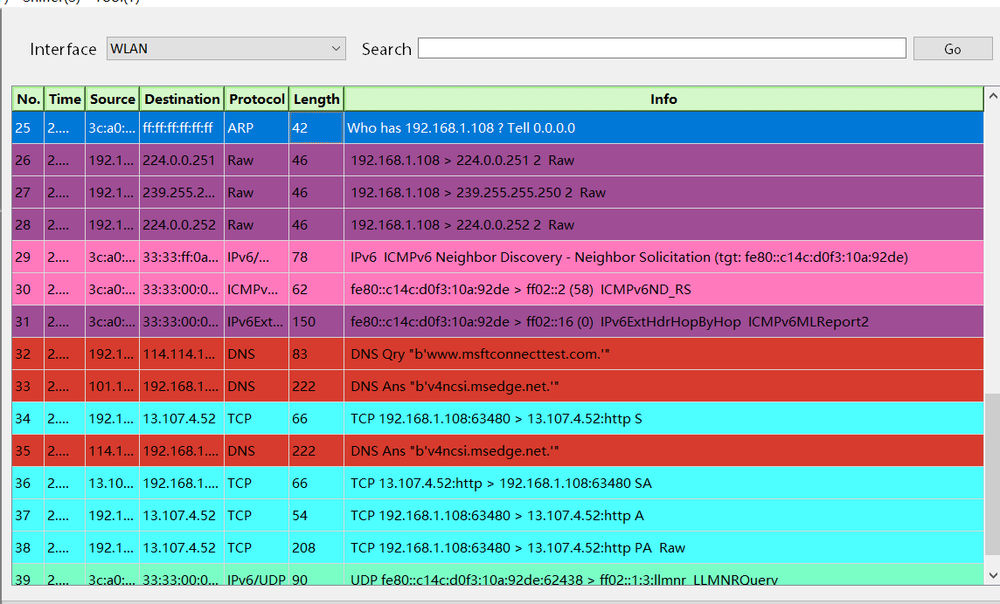 Interface WLAN Search Go
No. Time Source Destination Protocol Length Info
25 2.... 3c:a0:... ff:ff:ff:ff:ff:ff ARP 42 Who has 192.168.1.108 ? Tell 0.0.0.0
26 2.... 192.1... 224.0.0.251 Raw 46 192.168.1.108 > 224.0.0.251 2 Raw
27 2.... 192.1... 239.255.2... Raw 46 192.168.1.108 > 239.255.255.250 2 Raw
28 2.... 192.1... 224.0.0.252 Raw 46 192.168.1.108 > 224.0.0.252 2 Raw
29 2.... 3c:a0:... 33:33:ff:0a... IPv6/... 78 IPv6 ICMPv6 Neighbor Discovery - Neighbor Solicitation (tgt: fe80::c14c:d0f3:10a:92de)
30 2.... 3c:a0:... 33:33:00:0... ICMPv... 62 fe80::c14c:d0f3:10a:92de > ff02::2 (58) ICMPv6ND_RS
31 2.... 3c:a0:... 33:33:00:0... IPv6Ext... 150 fe80::c14c:d0f3:10a:92de > ff02::16 (0) IPv6ExtHdrHopByHop ICMPv6MLReport2
32 2.... 192.1... 114.114.1... DNS 83 DNS Qry "b'www.msftconnecttest.com.'"
33 2.... 101.1... 192.168.1.... DNS 222 DNS Ans "b'v4ncsi.msedge.net.'"
34 2.... 192.1... 13.107.4.52 TCP 66 TCP 192.168.1.108:63480 > 13.107.4.52:http S
35 2.... 114.1... 192.168.1.... DNS 222 DNS Ans "b'v4ncsi.msedge.net.'"
36 2.... 13.10... 192.168.1.... TCP 66 TCP 13.107.4.52:http > 192.168.1.108:63480 SA
37 2.... 192.1... 13.107.4.52 TCP 54 TCP 192.168.1.108:63480 > 13.107.4.52:http A
38 2.... 192.1... 13.107.4.52 TCP 208 TCP 192.168.1.108:63480 > 13.107.4.52:http PA Raw
39 2.... 3c:a0:... 33:33:00:0... IPv6/UDP 90 UDP fe80::c14c:d0f3:10a:92de:62438 > ff02::1:3:llmnr LLMNRQuery